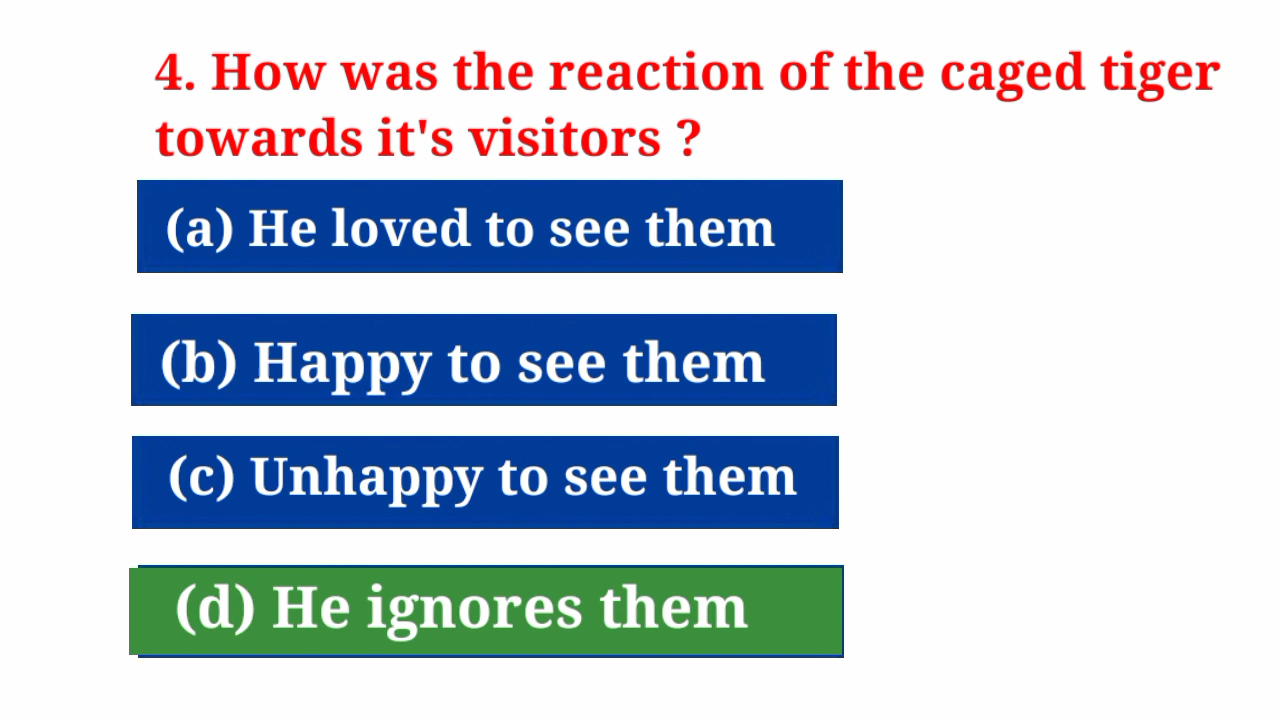 4. How was the reaction of the caged tiger
towards it's visitors ?
(a) He loved to see them
(b) Happy to see them
(c) Unhappy to see them
(d) He ignores them